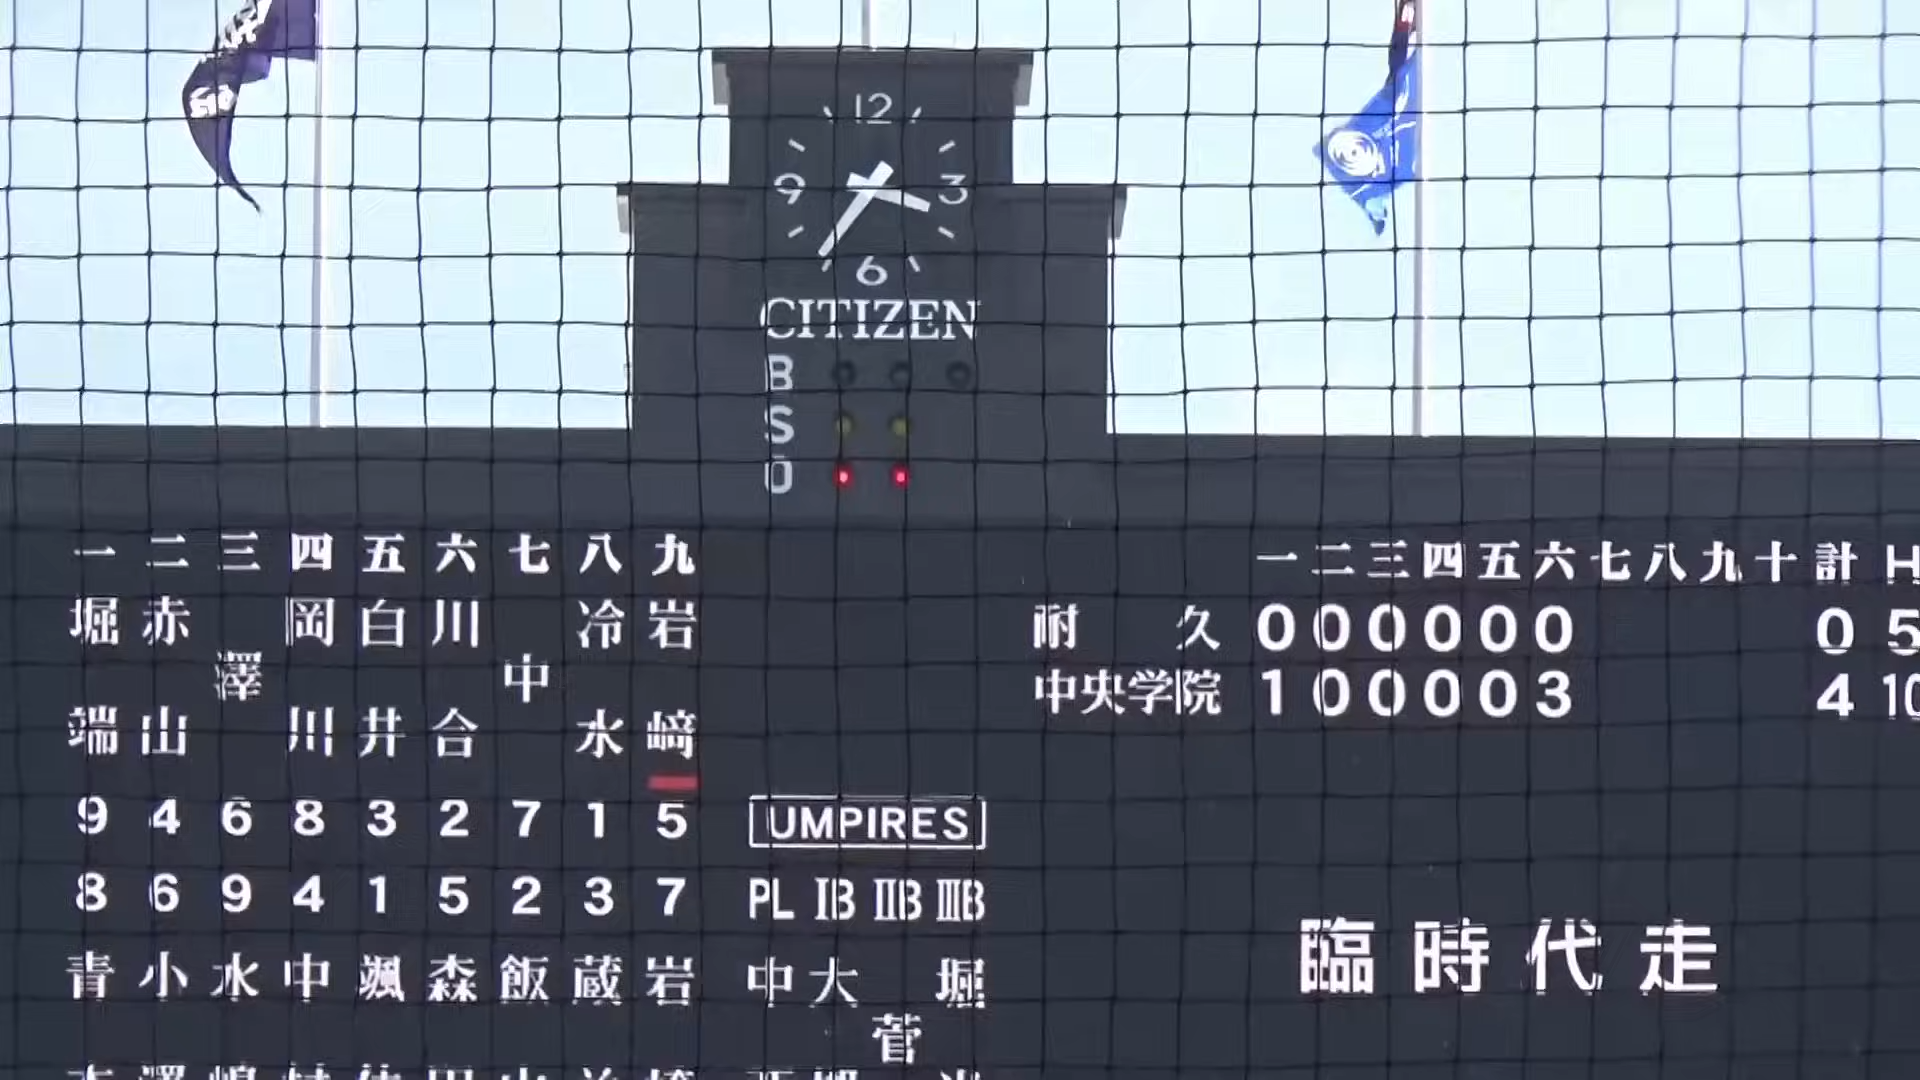 12
9 3
6
CITIZEN
B
S
O
一 二 三 四 五 六 七 八 九
堀端 赤山 澤 岡川 白井 川合 中 冷水 岩﨑
9 4 6 8 3 2 7 1 5
8 6 9 4 1 5 2 3 7
青 小 水 中 颯 森 飯 蔵 岩
UMPIRES
PL IB IIB IIIB
中 大 菅 堀
一 二 三 四 五 六 七 八 九 十 計 H
耐久 0 0 0 0 0 0 0 5
中央学院 1 0 0 0 0 3 4 10
臨時代走